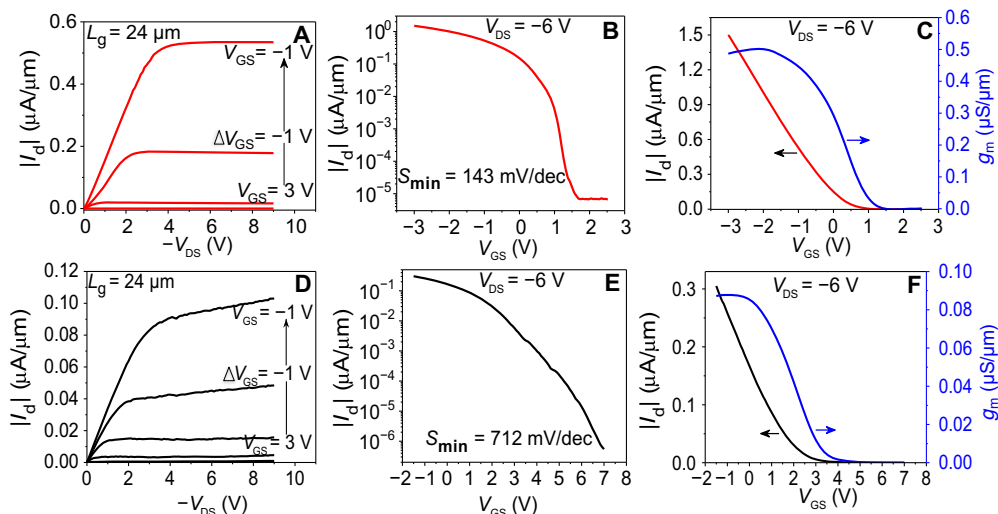 A
L_g = 24 μm
V_GS = −1 V
ΔV_GS = −1 V
V_GS = 3 V
0.6
0.4
0.2
0.0
|I_d| (μA/μm)
0 2 4 6 8 10
−V_DS (V)
B
V_DS = −6 V
S_min = 143 mV/dec
10^0
10^−1
10^−2
10^−3
10^−4
10^−5
|I_d| (μA/μm)
−3 −2 −1 0 1 2 3
V_GS (V)
C
V_DS = −6 V
1.5
1.2
0.9
0.6
0.3
0.0
|I_d| (μA/μm)
0.6
0.5
0.4
0.3
0.2
0.1
0.0
g_m (μS/μm)
−3 −2 −1 0 1 2 3
V_GS (V)
D
L_g = 24 μm
V_GS = −1 V
ΔV_GS = −1 V
V_GS = 3 V
0.12
0.10
0.08
0.06
0.04
0.02
0.00
|I_d| (μA/μm)
0 2 4 6 8 10
−V_DS (V)
E
V_DS = −6 V
S_min = 712 mV/dec
10^−1
10^−2
10^−3
10^−4
10^−5
10^−6
|I_d| (μA/μm)
−2 −1 0 1 2 3 4 5 6 7 8
V_GS (V)
F
V_DS = −6 V
0.3
0.2
0.1
0.0
|I_d| (μA/μm)
0.10
0.08
0.06
0.04
0.02
0.00
g_m (μS/μm)
−2 −1 0 1 2 3 4 5 6 7 8
V_GS (V)